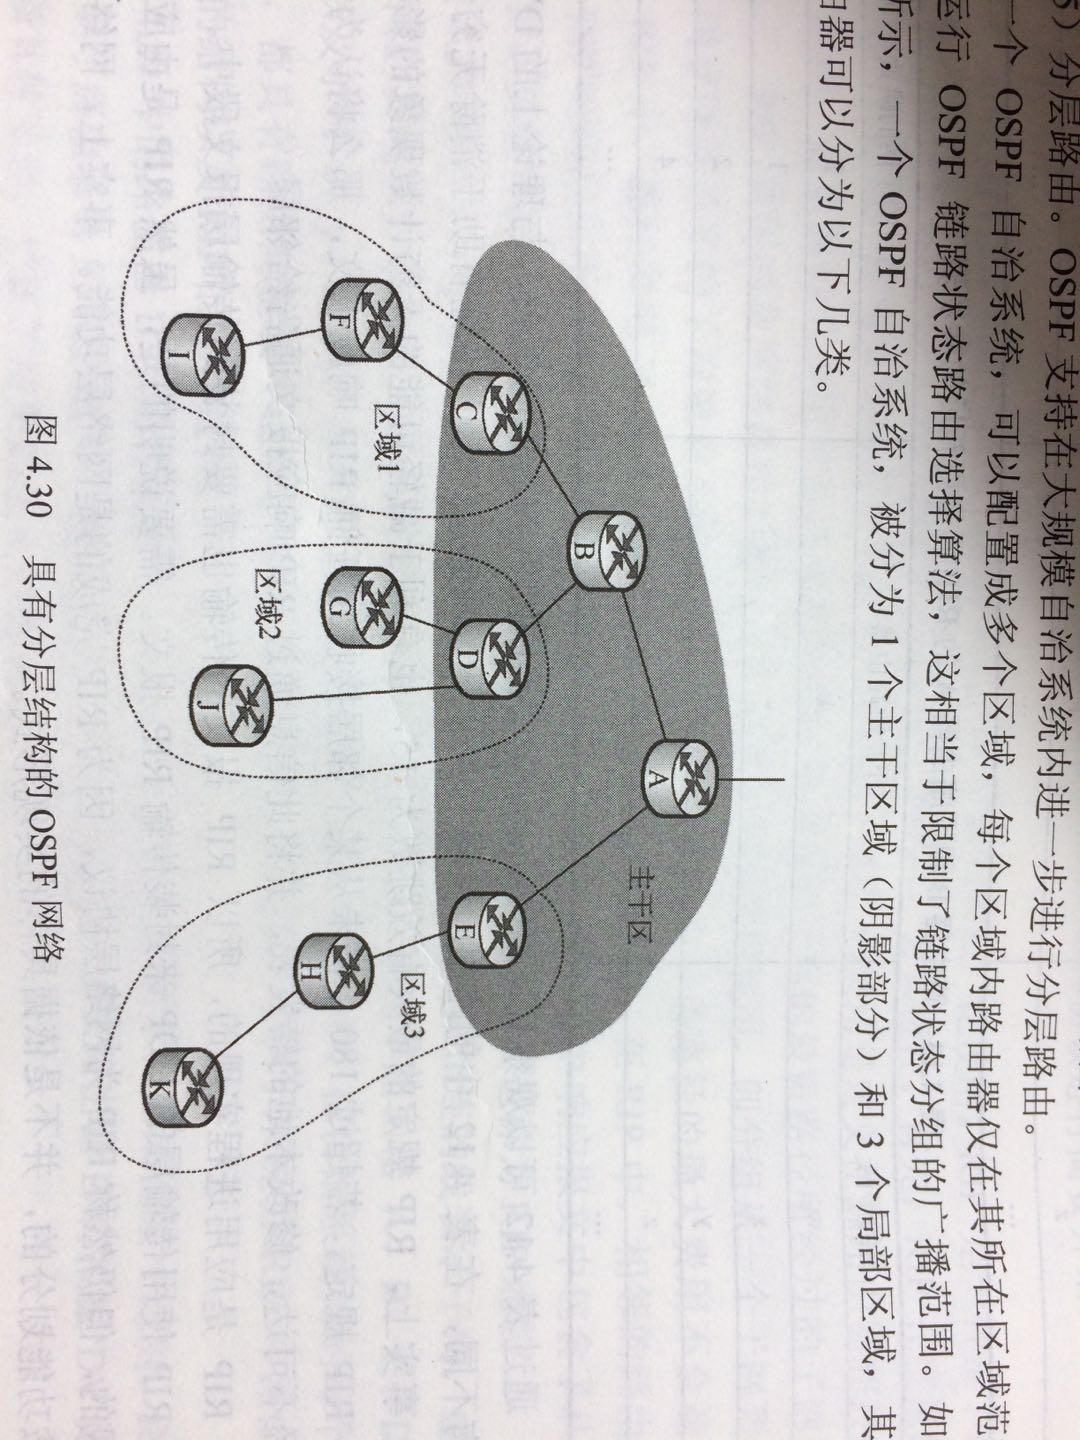 5）分层路由。OSPF 支持在大规模自治系统内进一步进行分层路由。
一个 OSPF 自治系统，可以配置成多个区域，每个区域内路由器仅在其所在区域范
运行 OSPF 链路状态路由选择算法，这相当于限制了链路状态分组的广播范围。如
所示，一个 OSPF 自治系统，被分为 1 个主干区域（阴影部分）和 3 个局部区域，其
由器可以分为以下几类。
A
主干区
B
C
D
E
区域1
F
G
区域3
H
区域2
I
J
K
图 4.30 具有分层结构的 OSPF 网络